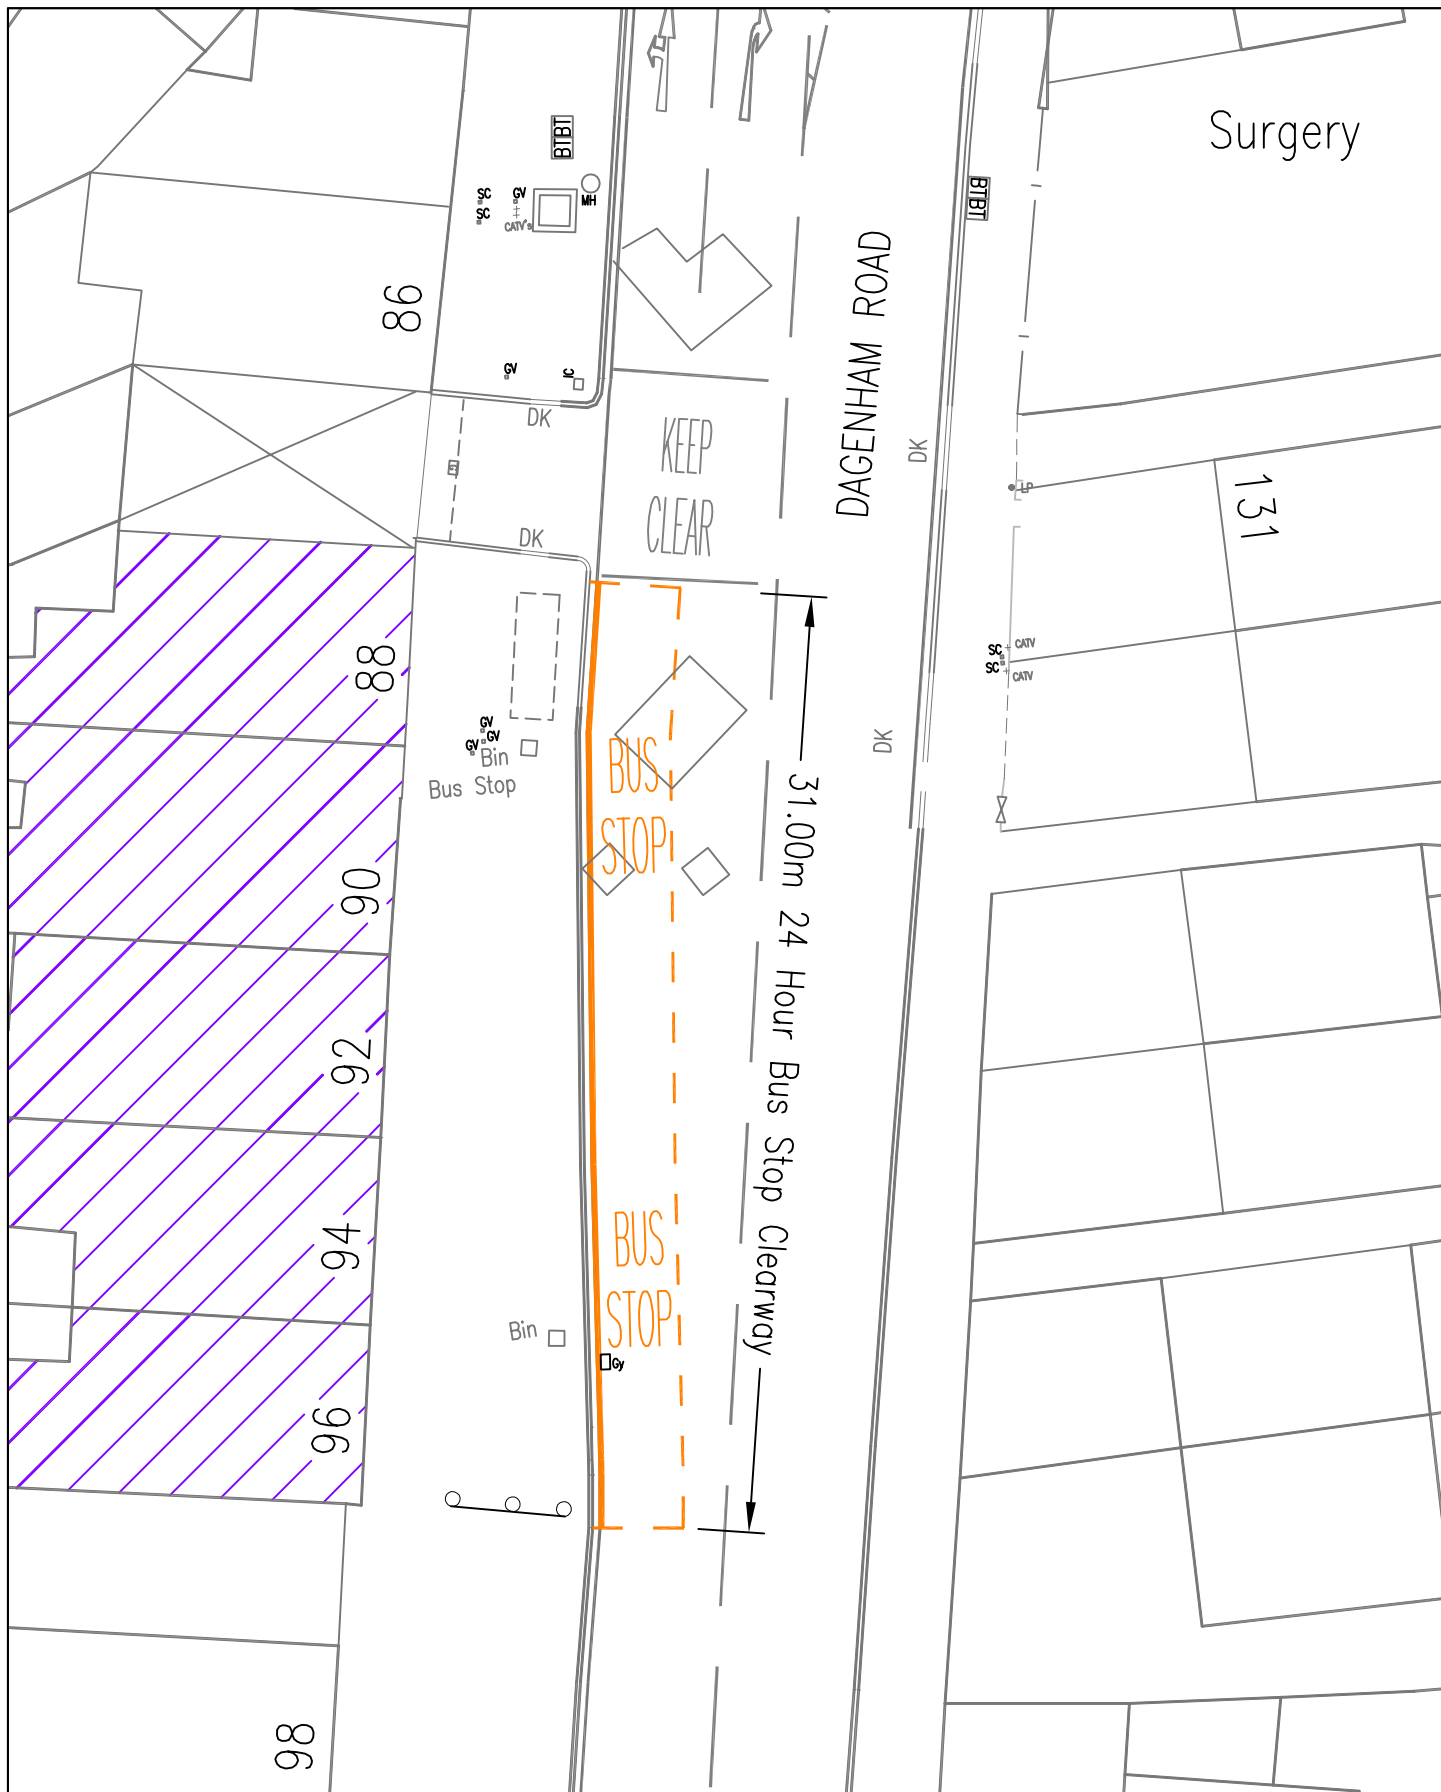 Surgery
BTBT
BTBT
SC
GV
MH
SC
CATV's
86
DAGENHAM ROAD
GV
IC
DK
KEEP
CLEAR
DK
LP
131
DK
88
SC
CATV
SC
CATV
GV
GV
GV
Bin
Bus Stop
BUS
STOP
DK
31.00m 24 Hour Bus Stop Clearway
90
92
94
BUS
STOP
Bin
Gy
96
98